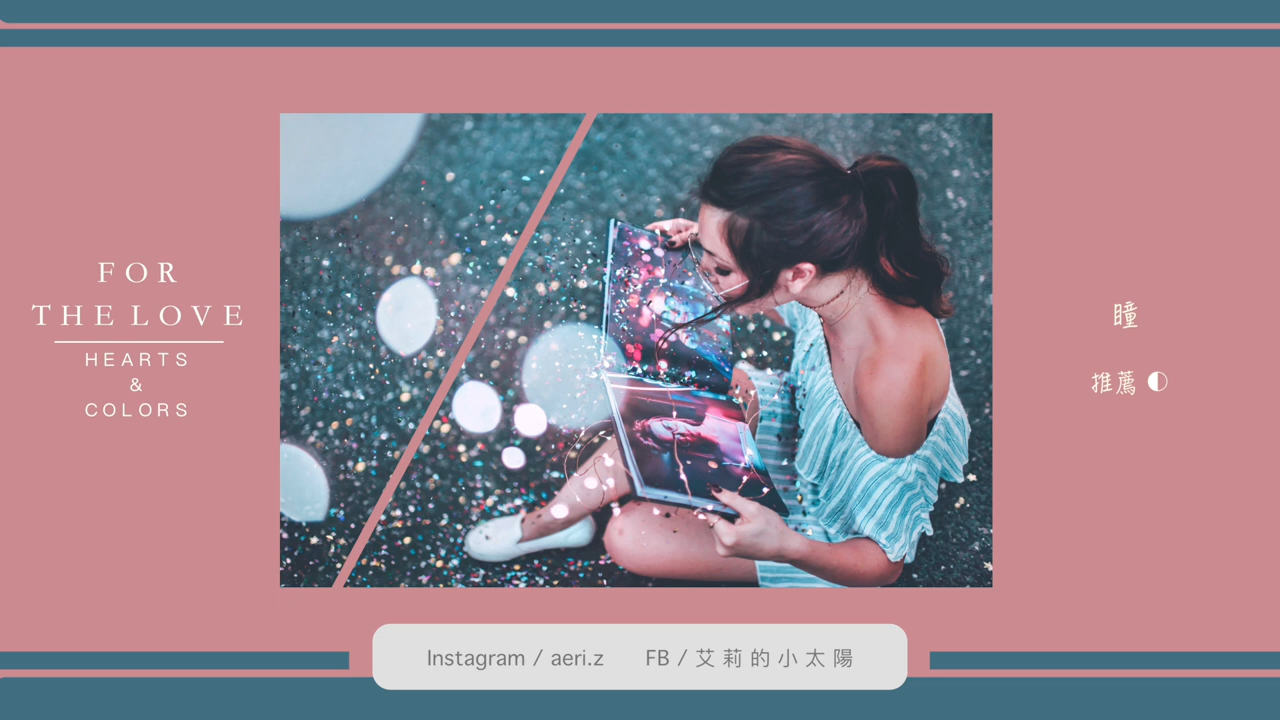 FOR
THE LOVE
HEARTS
&
COLORS
瞳
推薦
Instagram / aeri.z FB / 艾莉的小太陽